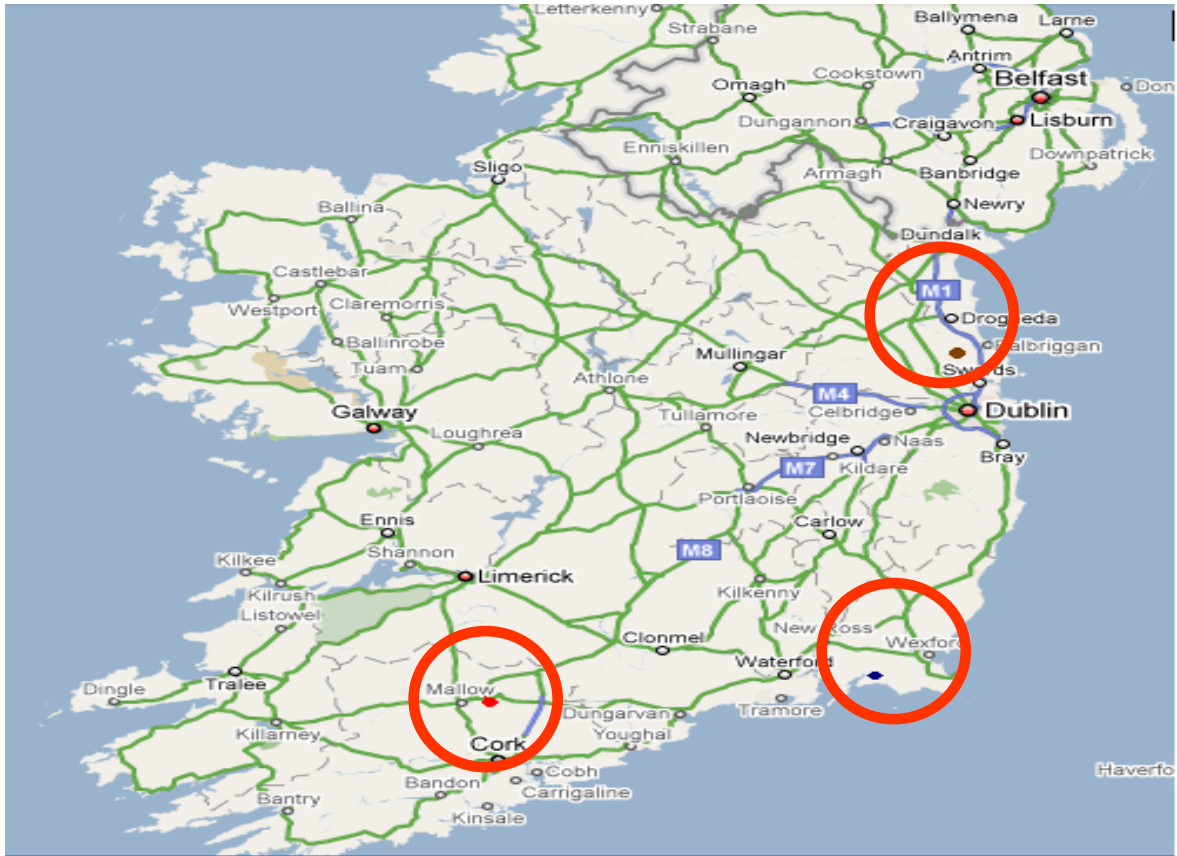 Letterkenny
Strabane
Ballymena
Larne
Antrim
Cookstown
Belfast
Omagh
Don
Dungannon
Craigavon
Lisburn
Enniskillen
Downpatrick
Sligo
Armagh
Banbridge
Ballina
Newry
Dundalk
Castlebar
M1
Westport
Claremorris
Drogheda
Ballinrobe
Balbriggan
Mullingar
Tuam
Athlone
Swords
M4
Galway
Tullamore
Celbridge
Dublin
Loughrea
Newbridge
Naas
M7
Kildare
Bray
Portlaoise
Ennis
Carlow
Shannon
M8
Kilkee
Limerick
Kilrush
Kilkenny
Listowel
New Ross
Clonmel
Wexford
Waterford
Tralee
Dingle
Mallow
Tramore
Dungarvan
Killarney
Youghal
Cork
Cobh
Haverfo
Bandon
Carrigaline
Bantry
Kinsale